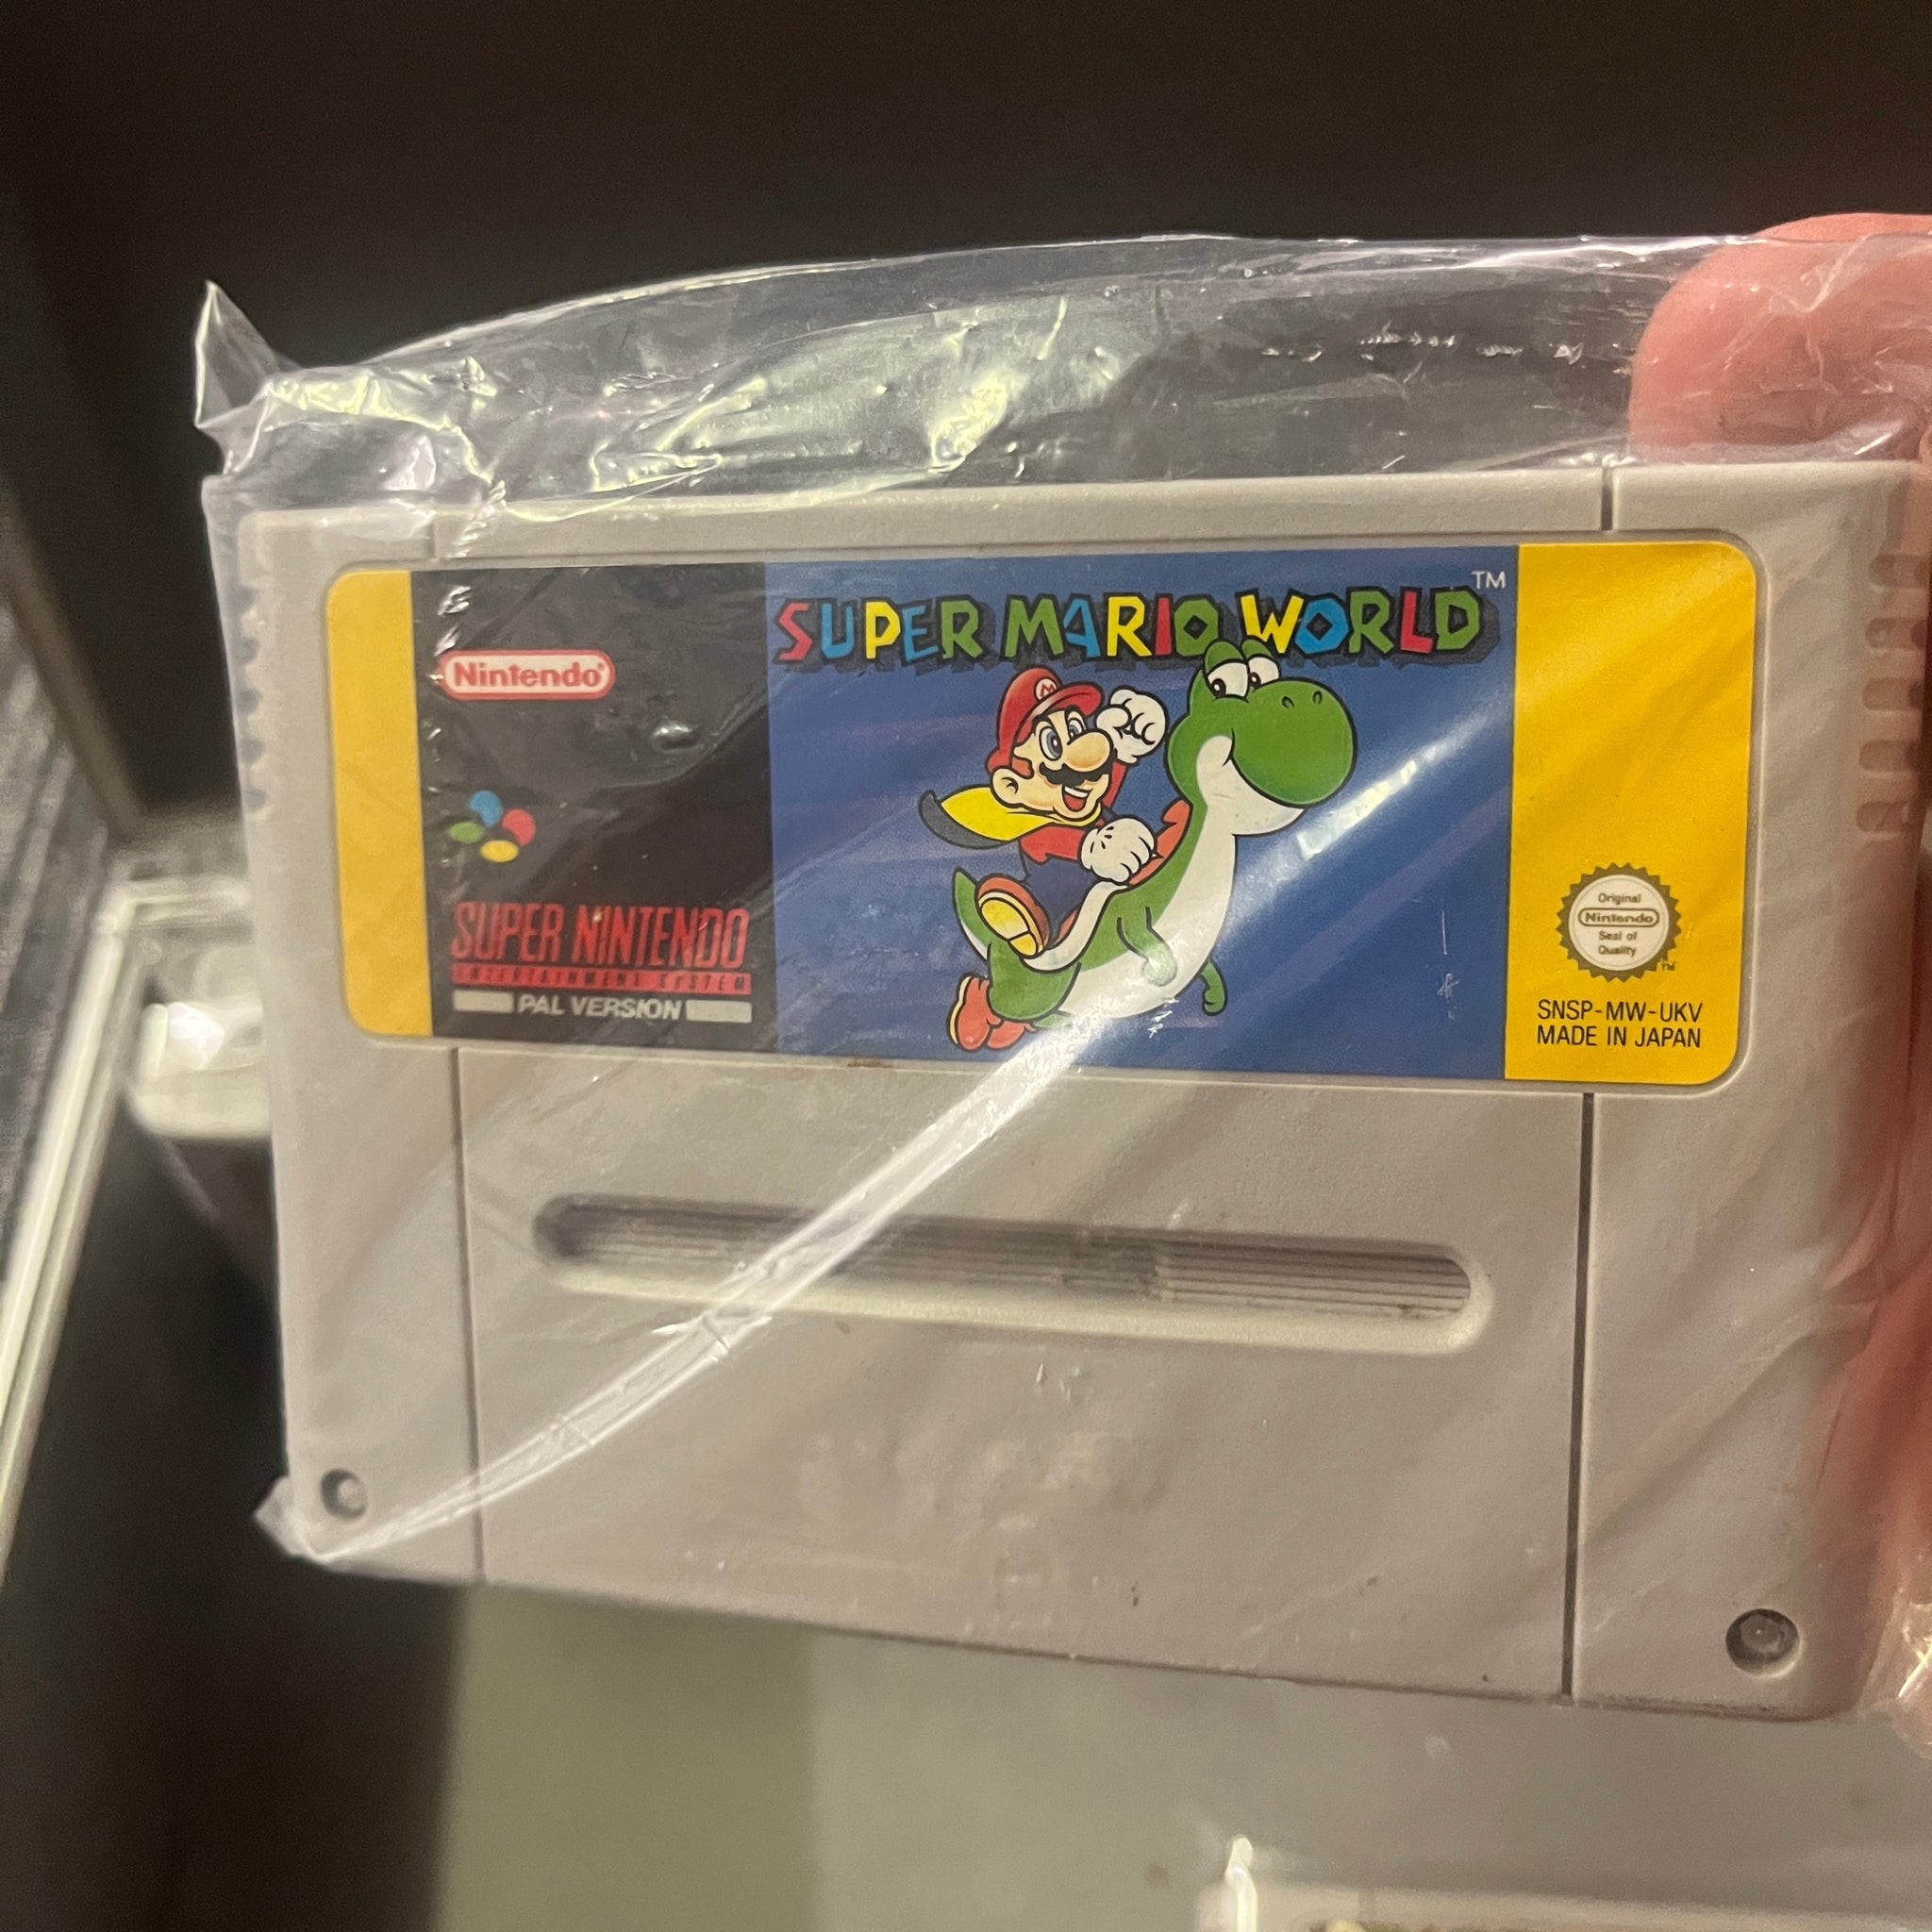 SUPER MARIO WORLD TM
Nintendo®
M
SUPER NINTENDO
ENTERTAINMENT SYSTEM
PAL VERSION
Original
Nintendo
Seal of
Quality
TM
SNSP-MW-UKV
MADE IN JAPAN